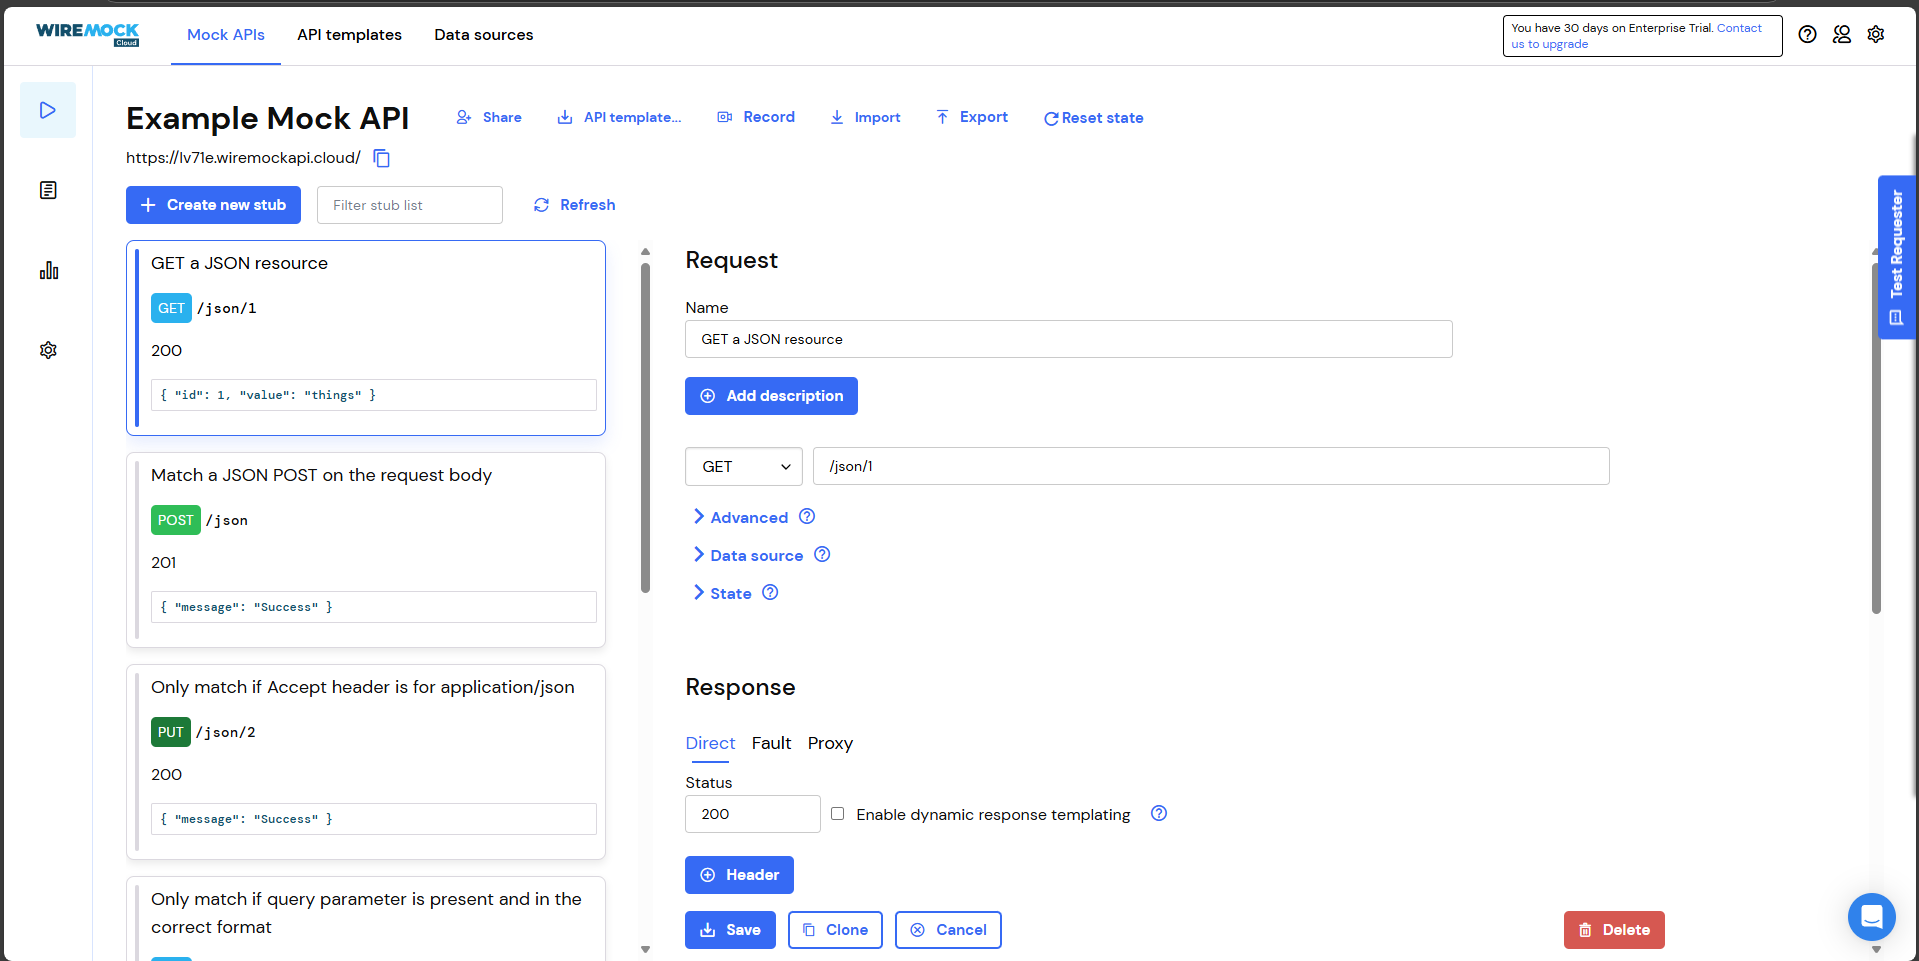 WIREMOCK
Cloud
Mock APIs
API templates
Data sources
You have 30 days on Enterprise Trial. Contact
us to upgrade
Example Mock API
Share
API template...
Record
Import
Export
Reset state
https://lv71e.wiremockapi.cloud/
Create new stub
Filter stub list
Refresh
GET a JSON resource
GET /json/1
200
{ "id": 1, "value": "things" }
Match a JSON POST on the request body
POST /json
201
{ "message": "Success" }
Only match if Accept header is for application/json
PUT /json/2
200
{ "message": "Success" }
Only match if query parameter is present and in the
correct format
Request
Name
GET a JSON resource
Add description
GET
/json/1
Advanced
Data source
State
Response
Direct
Fault
Proxy
Status
200
Enable dynamic response templating
Header
Save
Clone
Cancel
Delete
Test Requester